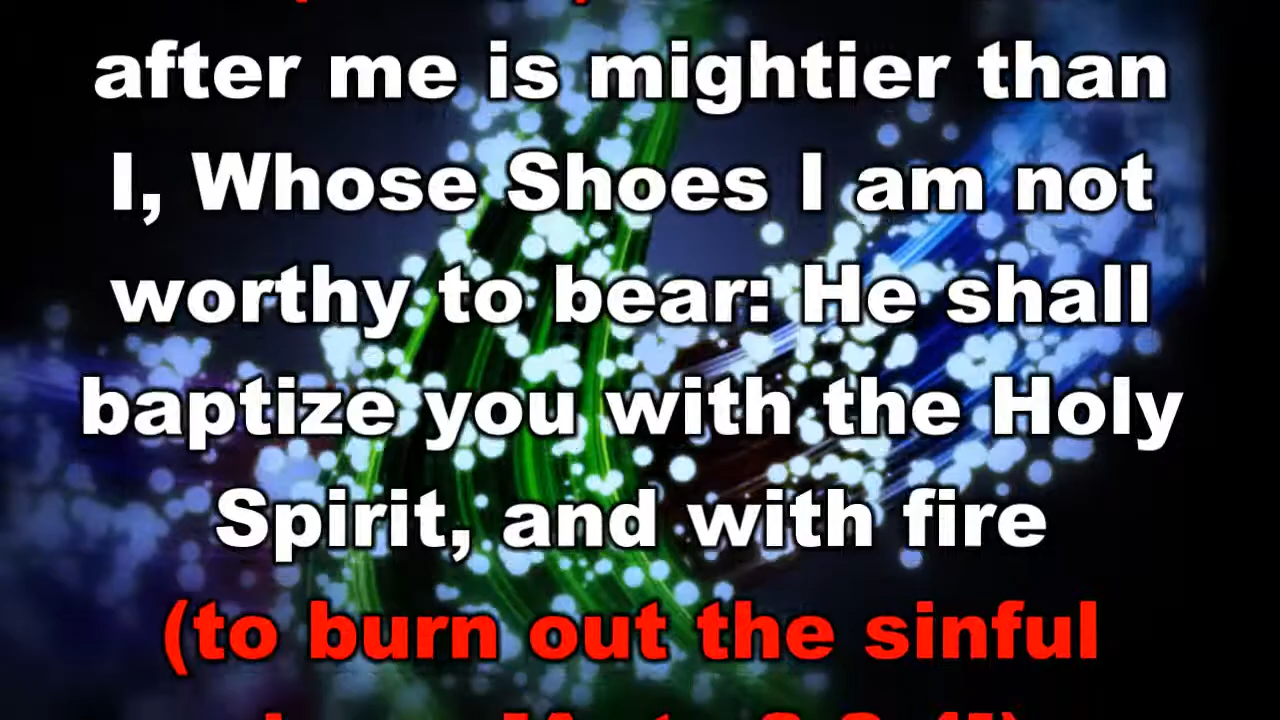 after me is mightier than
I, Whose Shoes I am not
worthy to bear: He shall
baptize you with the Holy
Spirit, and with fire
(to burn out the sinful